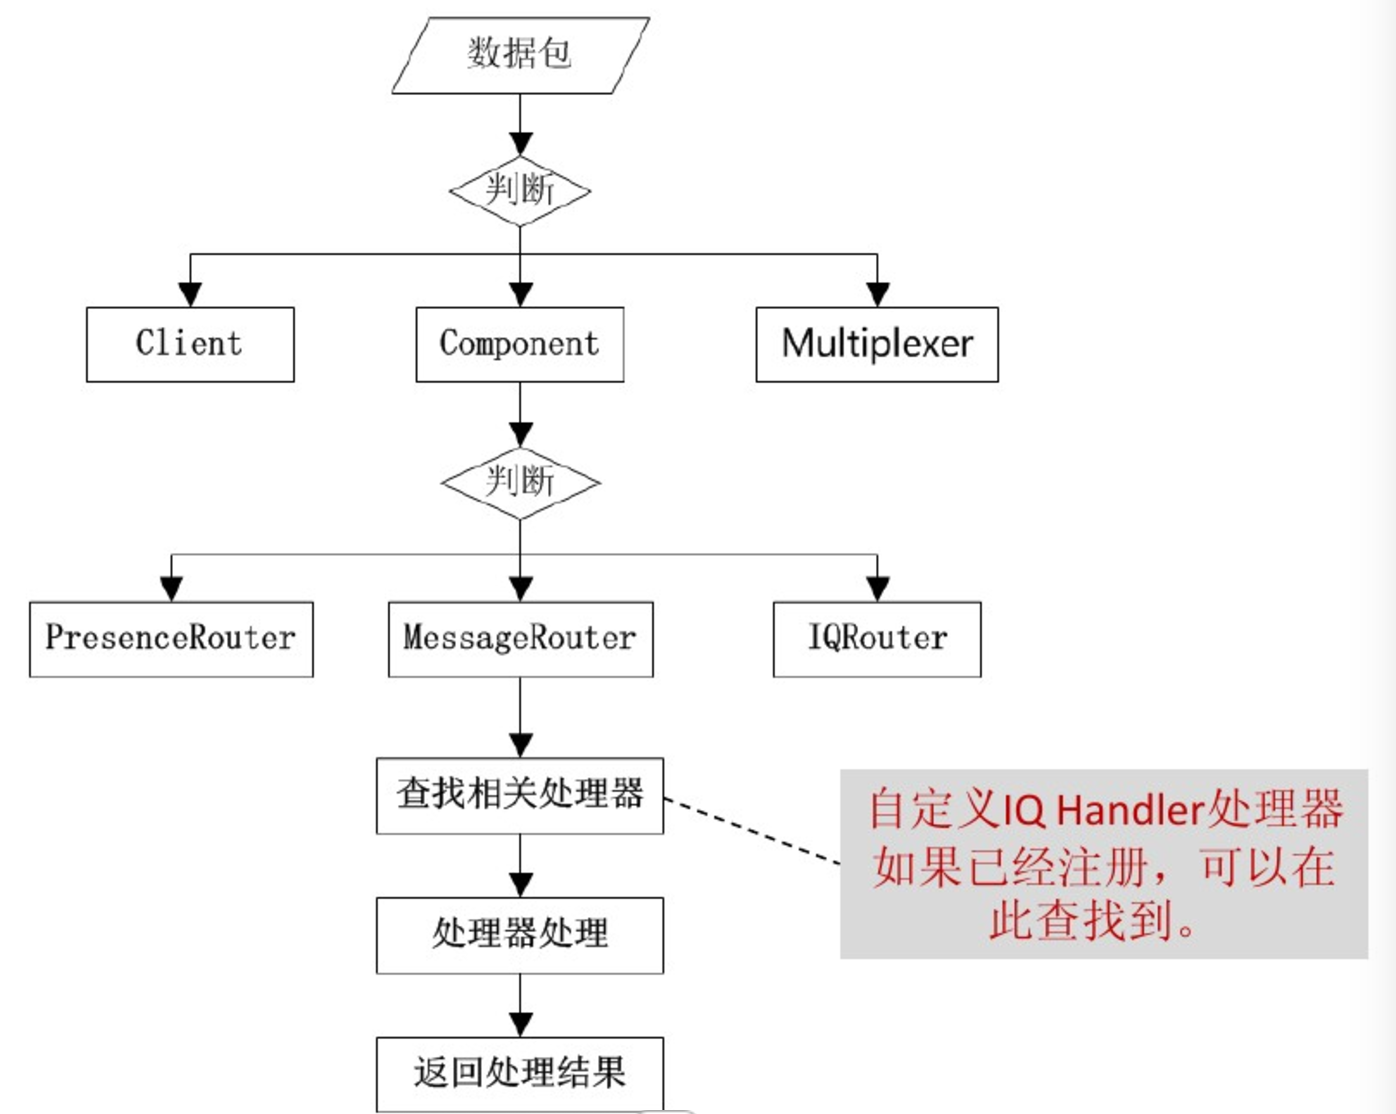 数据包
判断
Client
Component
Multiplexer
判断
PresenceRouter
MessageRouter
IQRouter
查找相关处理器
自定义IQ Handler处理器
如果已经注册，可以在
此查找到。
处理器处理
返回处理结果